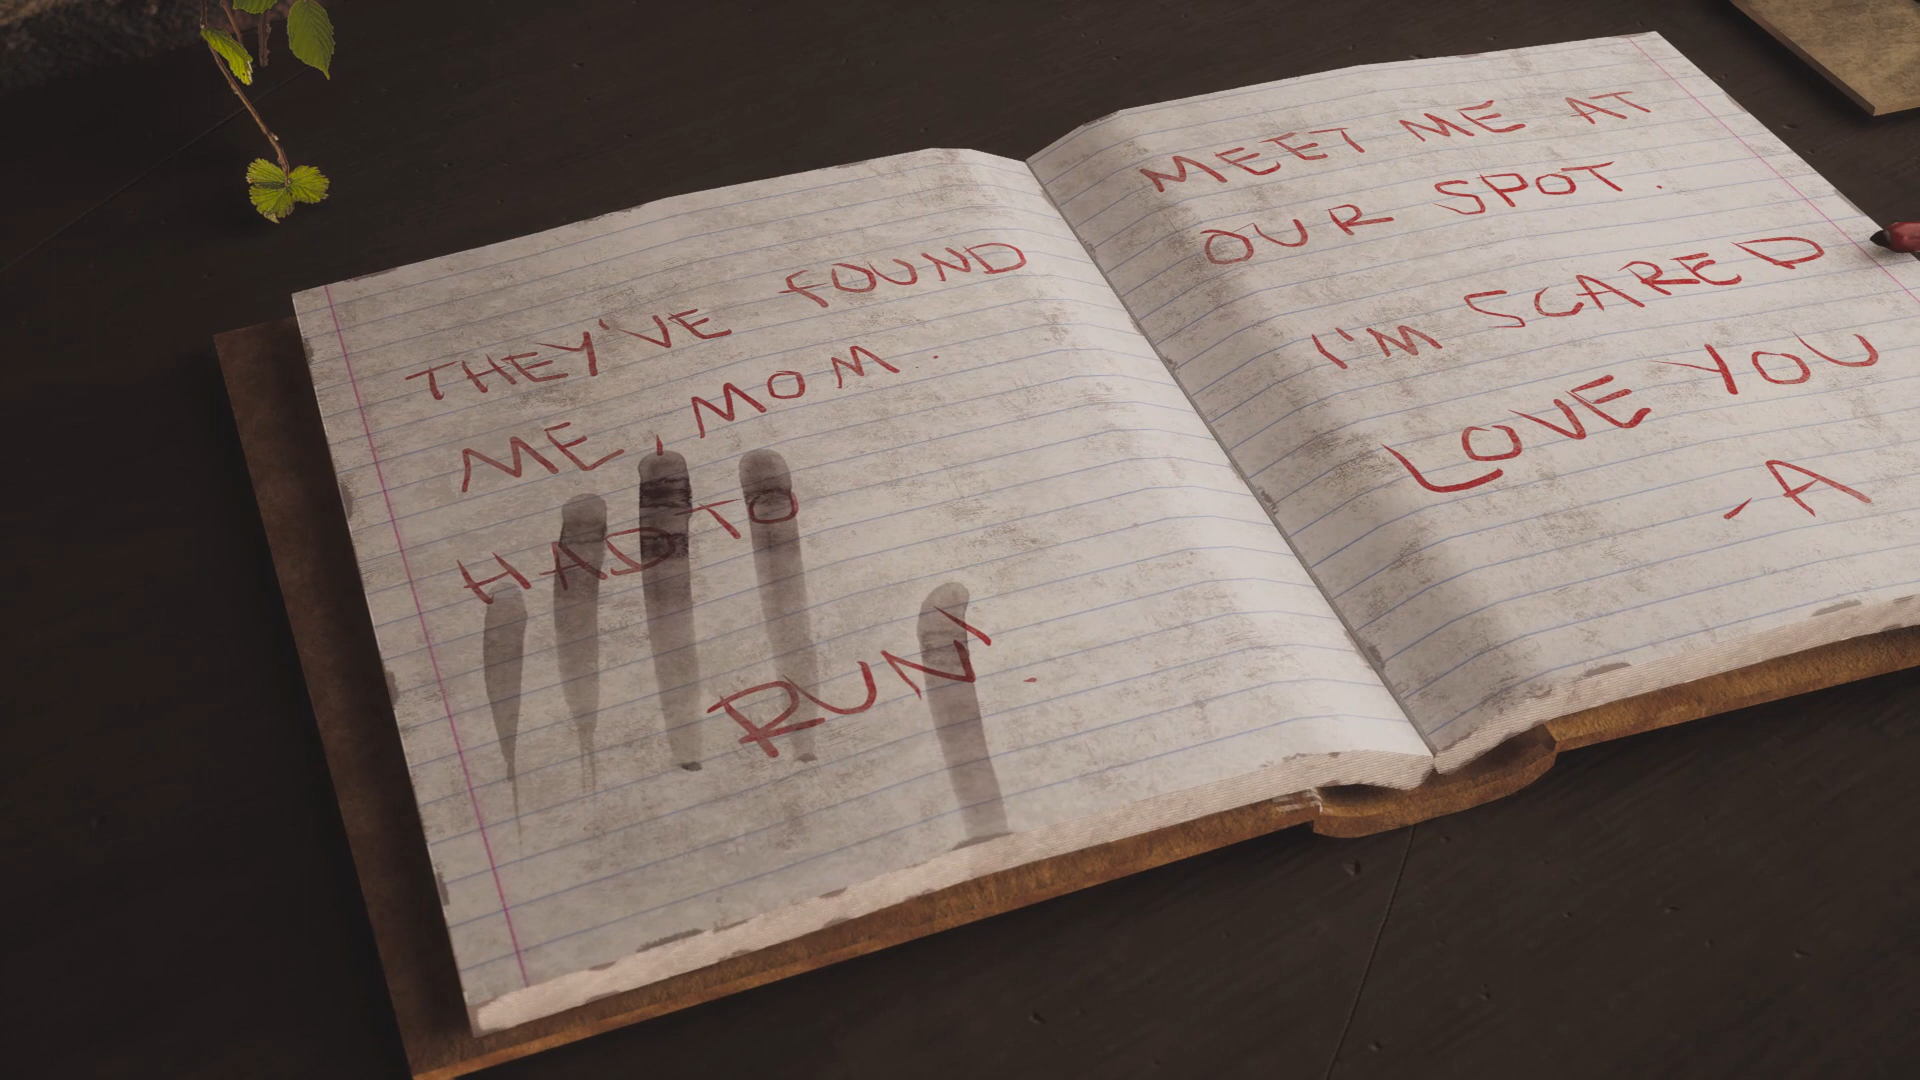 THEY'VE FOUND
ME, MOM.
HAD TO
RUN.
MEET ME AT
OUR SPOT.
I'M SCARED
LOVE YOU
-A